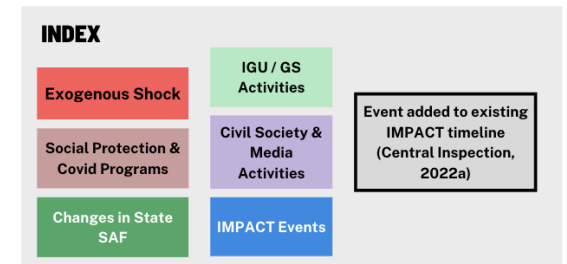 INDEX
Exogenous Shock
Social Protection &
Covid Programs
Changes in State
SAF
IGU / GS
Activities
Civil Society &
Media
Activities
IMPACT Events
Event added to existing
IMPACT timeline
(Central Inspection,
2022a)